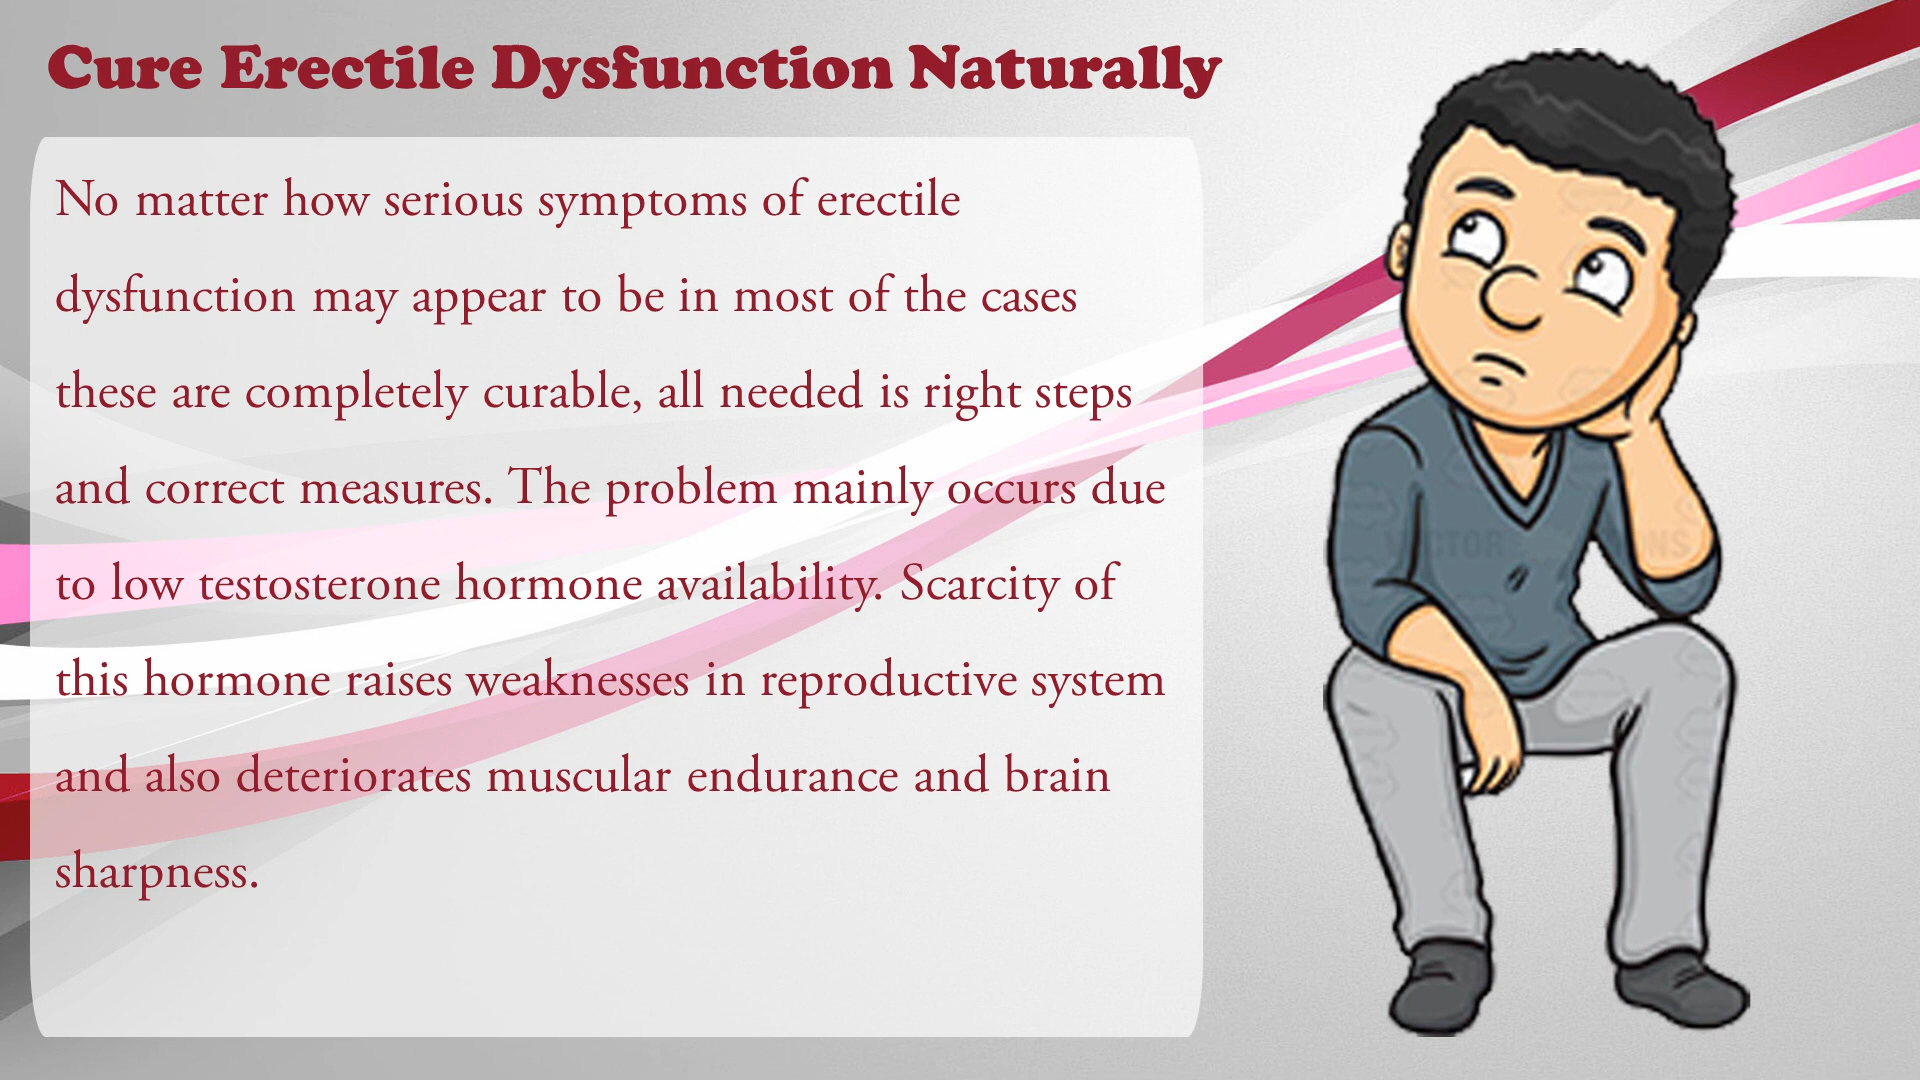 Cure Erectile Dysfunction Naturally
No matter how serious symptoms of erectile
dysfunction may appear to be in most of the cases
these are completely curable, all needed is right steps
and correct measures. The problem mainly occurs due
to low testosterone hormone availability. Scarcity of
this hormone raises weaknesses in reproductive system
and also deteriorates muscular endurance and brain
sharpness.